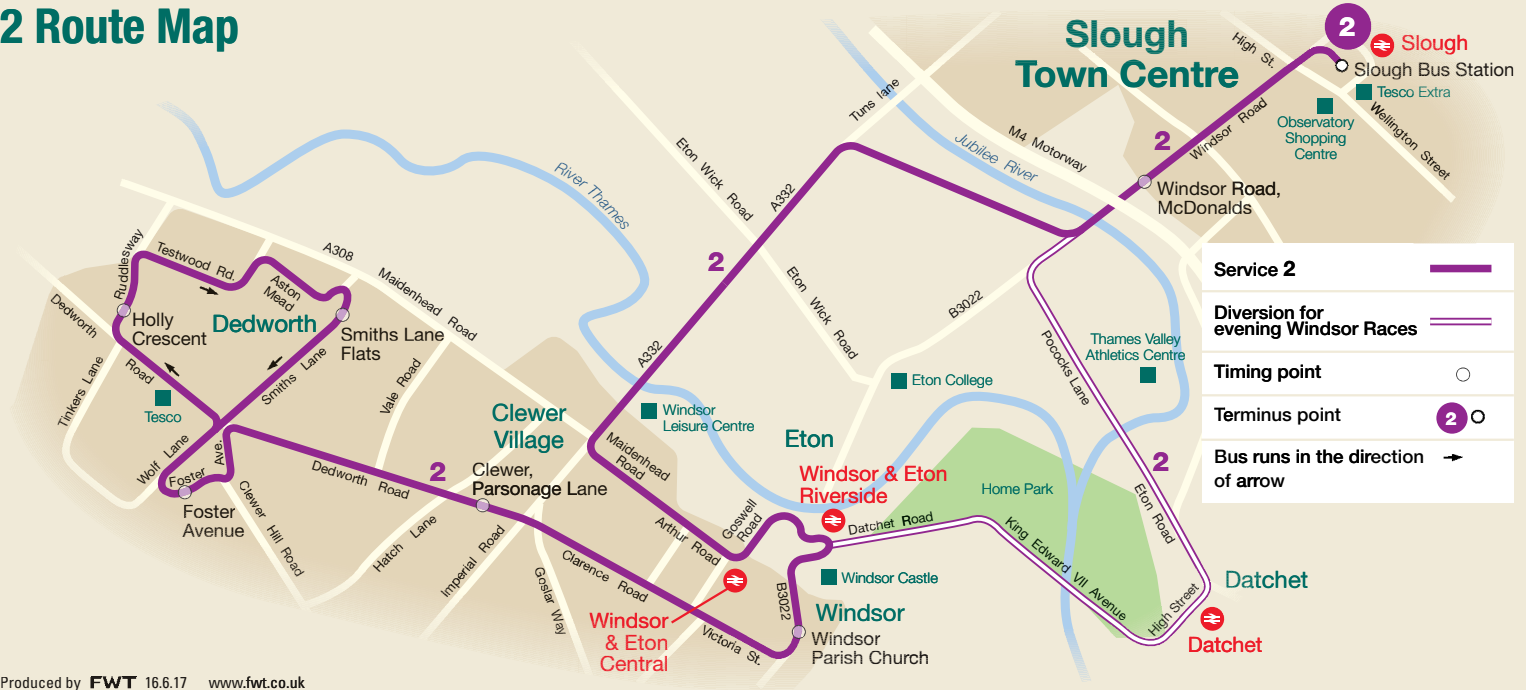 2 Route Map
Slough
Town Centre
High St.
2
Slough
Slough Bus Station
Tesco Extra
Observatory
Shopping
Centre
Wellington Street
Windsor Road
2
Windsor Road,
McDonalds
M4 Motorway
Jubilee River
Tuns lane
Eton Wick Road
A332
2
River Thames
Eton Wick Road
B3022
A332
A308
Maidenhead Road
Ruddlesway
Testwood Rd.
Aston
Mead
Dedworth
Road
Holly
Crescent
Dedworth
Smiths Lane
Flats
Smiths Lane
Tinkers Lane
Tesco
Vale Road
Wolf Lane
Foster
Ave.
Foster
Avenue
Clewer Hill Road
Dedworth Road
2
Clewer,
Parsonage Lane
Clewer
Village
Hatch Lane
Imperial Road
Goslar Way
Clarence Road
Victoria St.
Windsor
Leisure Centre
Maidenhead
Road
Arthur Road
Goswell
Road
Windsor
& Eton
Central
B3022
Windsor
Windsor
Parish Church
Windsor Castle
Eton
Windsor & Eton
Riverside
Eton College
Datchet Road
Home Park
King Edward VII Avenue
High Street
Datchet
Datchet
Eton Road
2
Pococks Lane
Thames Valley
Athletics Centre
Service 2
Diversion for
evening Windsor Races
Timing point
Terminus point
2
Bus runs in the direction
of arrow
Produced by FWT 16.6.17 www.fwt.co.uk